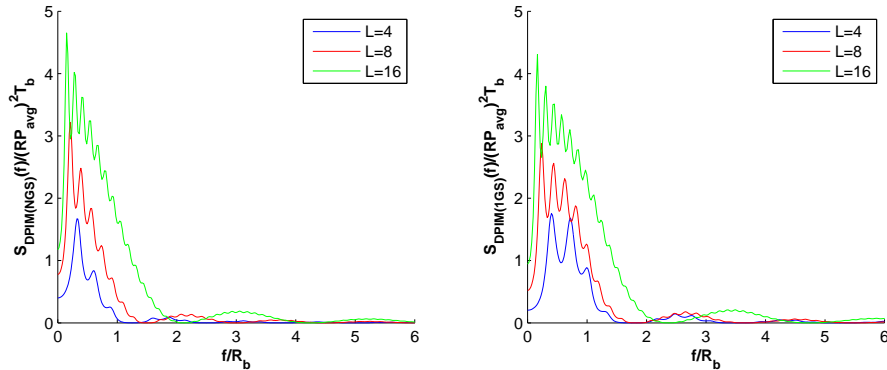 S_DPIM(NGS)(f)/(RP_avg)^2T_b
5
4
3
2
1
0
0 1 2 3 4 5 6
f/R_b
L=4
L=8
L=16
S_DPIM(1GS)(f)/(RP_avg)^2T_b
5
4
3
2
1
0
0 1 2 3 4 5 6
f/R_b
L=4
L=8
L=16